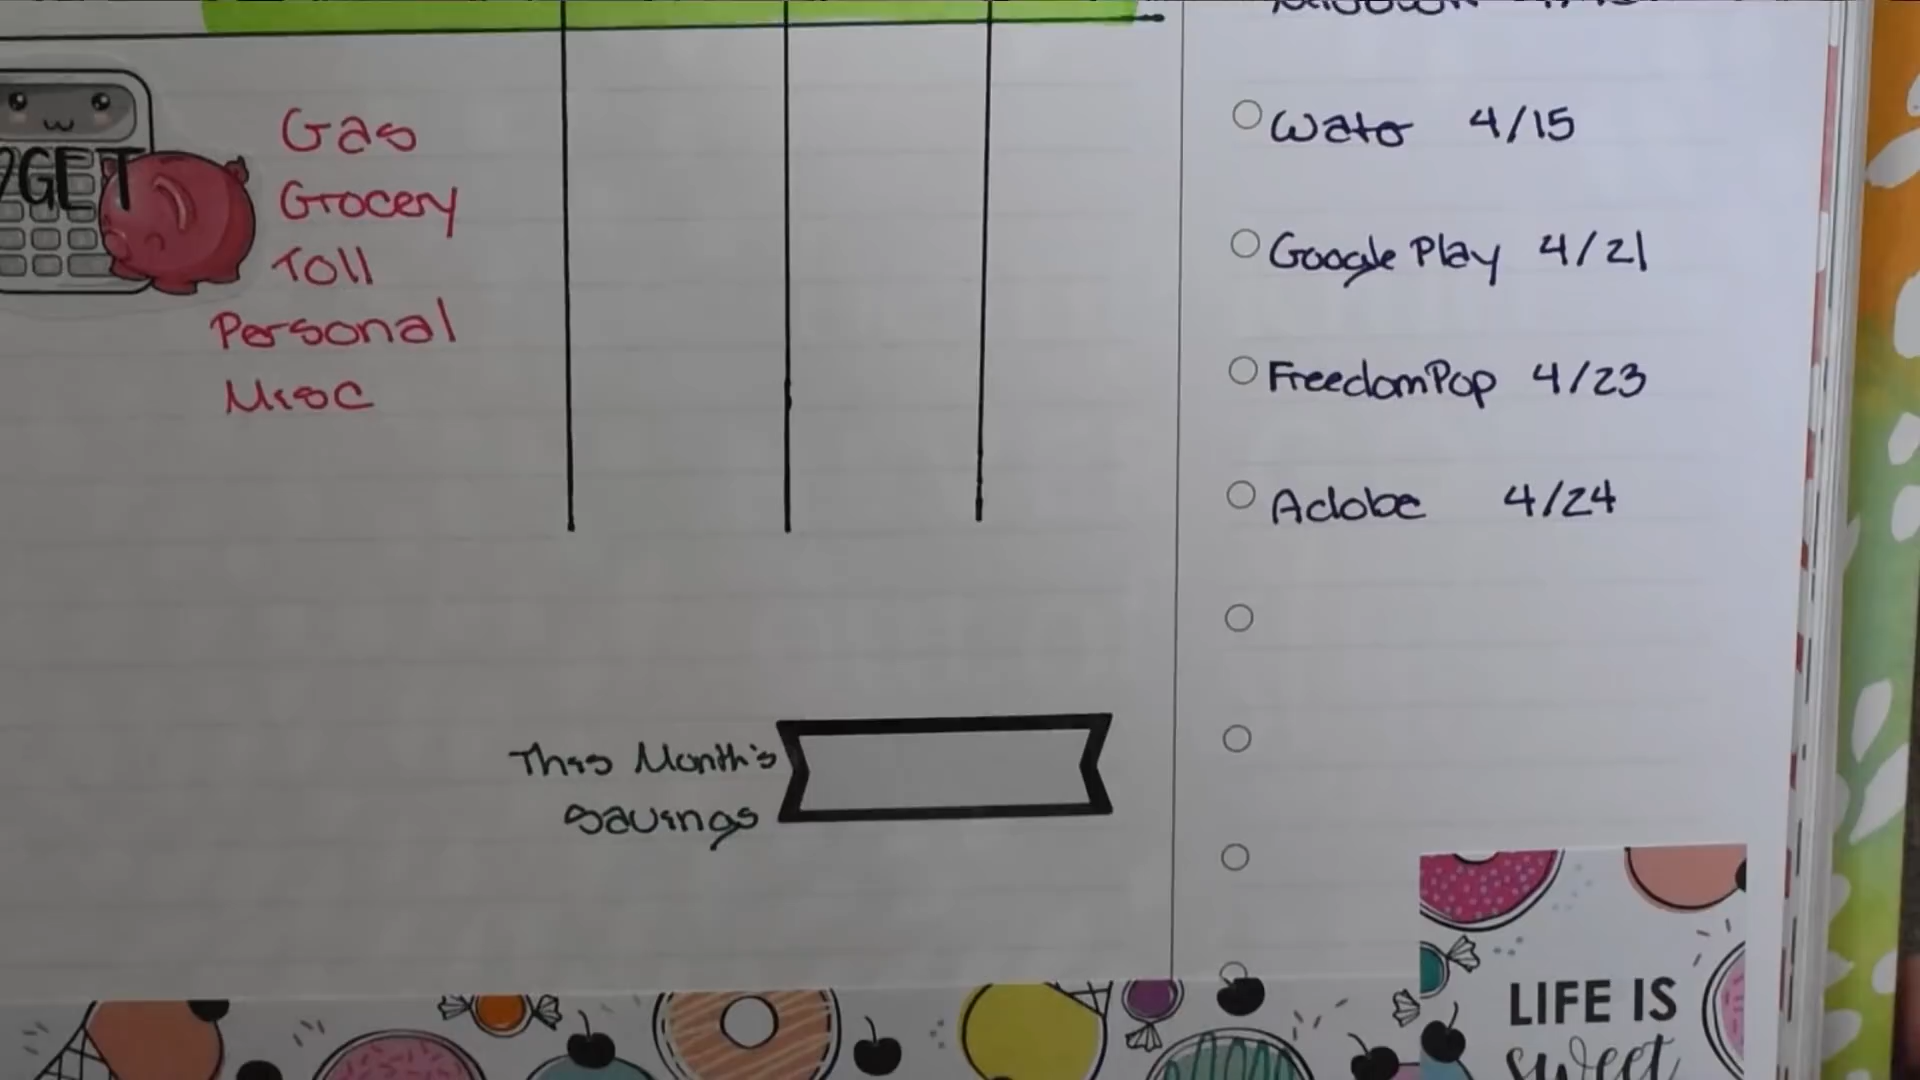 Gas
Grocery
Toll
Personal
Misc
This Month's
Savings
Water 4/15
Google Play 4/21
FreedomPop 4/23
Adobe 4/24
LIFE IS
sweet